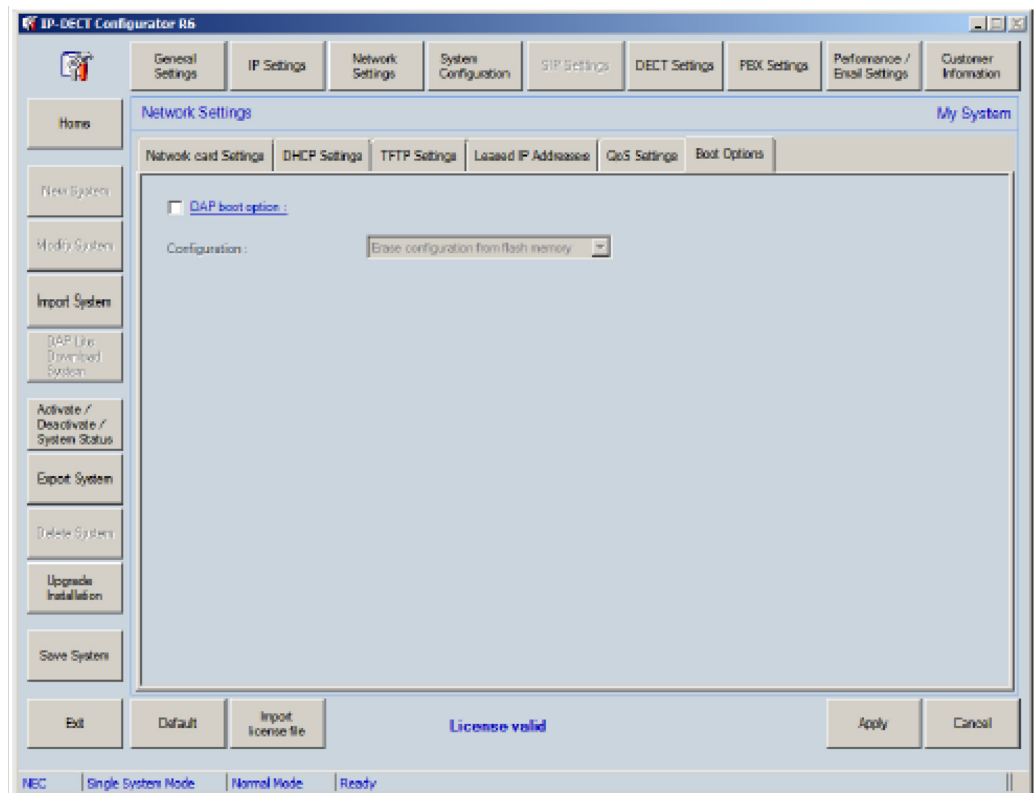 IP-DECT Configurator R6
General Settings
IP Settings
Network Settings
System Configuration
SIP Settings
DECT Settings
PBX Settings
Performance / Email Settings
Customer Information
Home
New System
Modify System
Import System
DAP Lite Download System
Activate / Deactivate / System Status
Export System
Delete System
Upgrade Installation
Save System
Exit
Network Settings
My System
Network card Settings
DHCP Settings
TFTP Settings
Leased IP Addresses
QoS Settings
Boot Options
DAP boot option :
Configuration :
Erase configuration from flash memory
Default
Import license file
License valid
Apply
Cancel
NEC
Single System Mode
Normal Mode
Ready